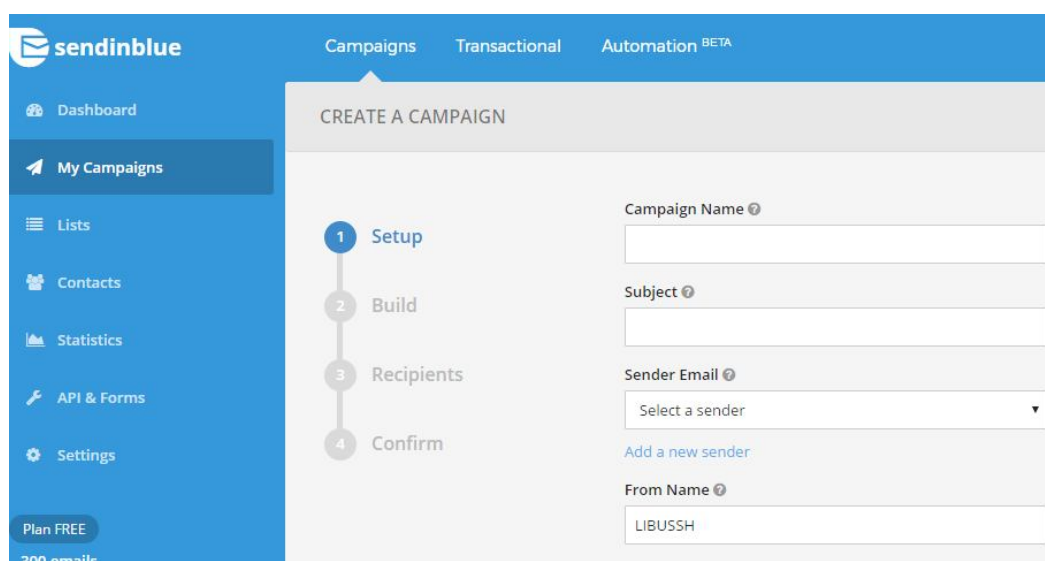 sendinblue
Campaigns Transactional Automation BETA
Dashboard
My Campaigns
Lists
Contacts
Statistics
API & Forms
Settings
Plan FREE
300 emails
CREATE A CAMPAIGN
1 Setup
2 Build
3 Recipients
4 Confirm
Campaign Name
Subject
Sender Email
Select a sender
Add a new sender
From Name
LIBUSSH